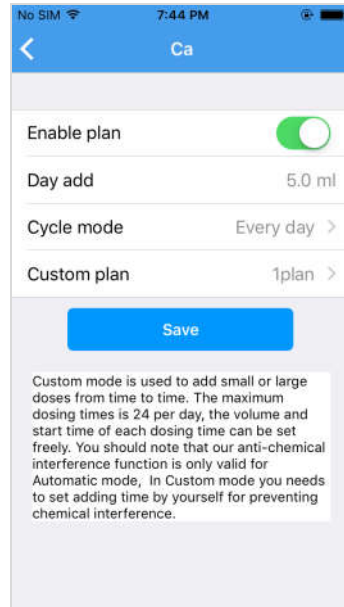 No SIM 7:44 PM
Ca
Enable plan
Day add 5.0 ml
Cycle mode Every day >
Custom plan 1plan >
Save
Custom mode is used to add small or large
doses from time to time. The maximum
dosing times is 24 per day, the volume and
start time of each dosing time can be set
freely. You should note that our anti-chemical
interference function is only valid for
Automatic mode, In Custom mode you needs
to set adding time by yourself for preventing
chemical interference.